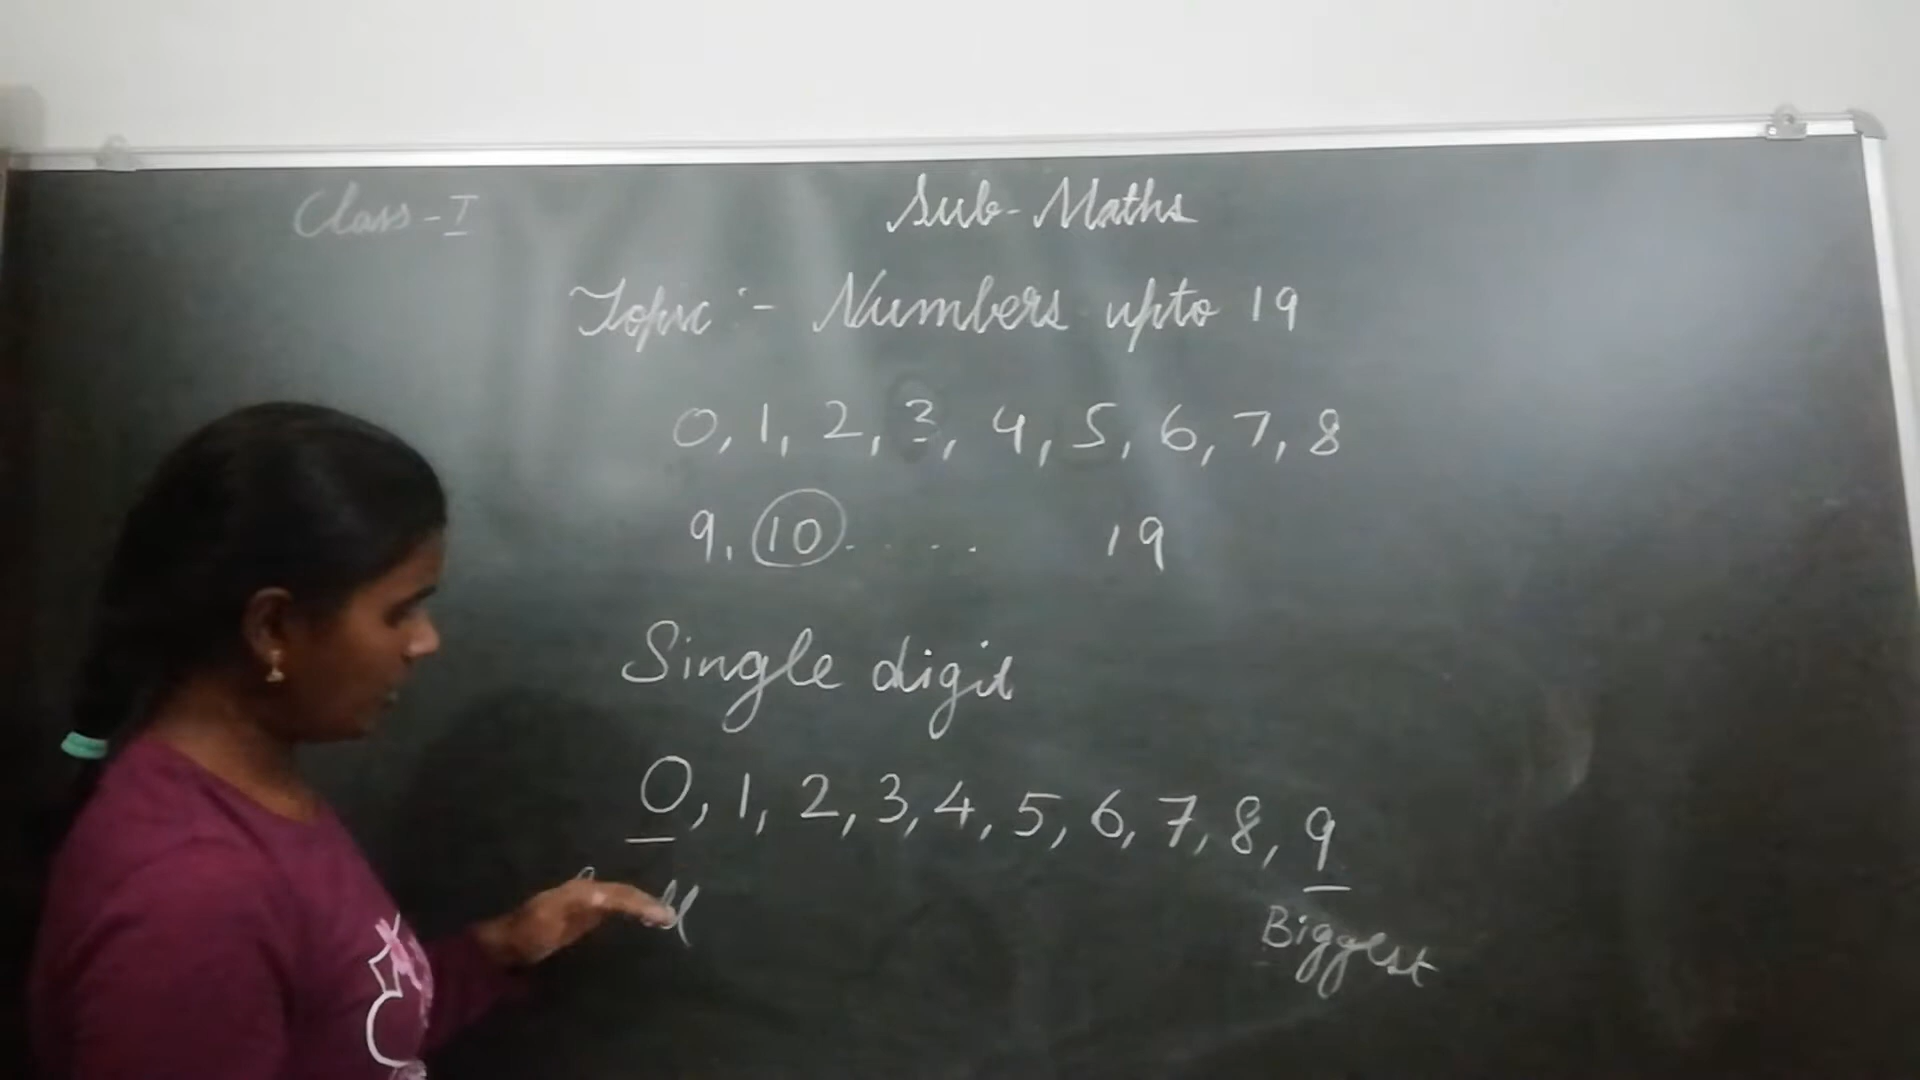 Class-I
Sub-Maths
Topic :- Numbers upto 19
0, 1, 2, 3, 4, 5, 6, 7, 8
9, 10 ..... 19
Single digit
0, 1, 2, 3, 4, 5, 6, 7, 8, 9
Biggest